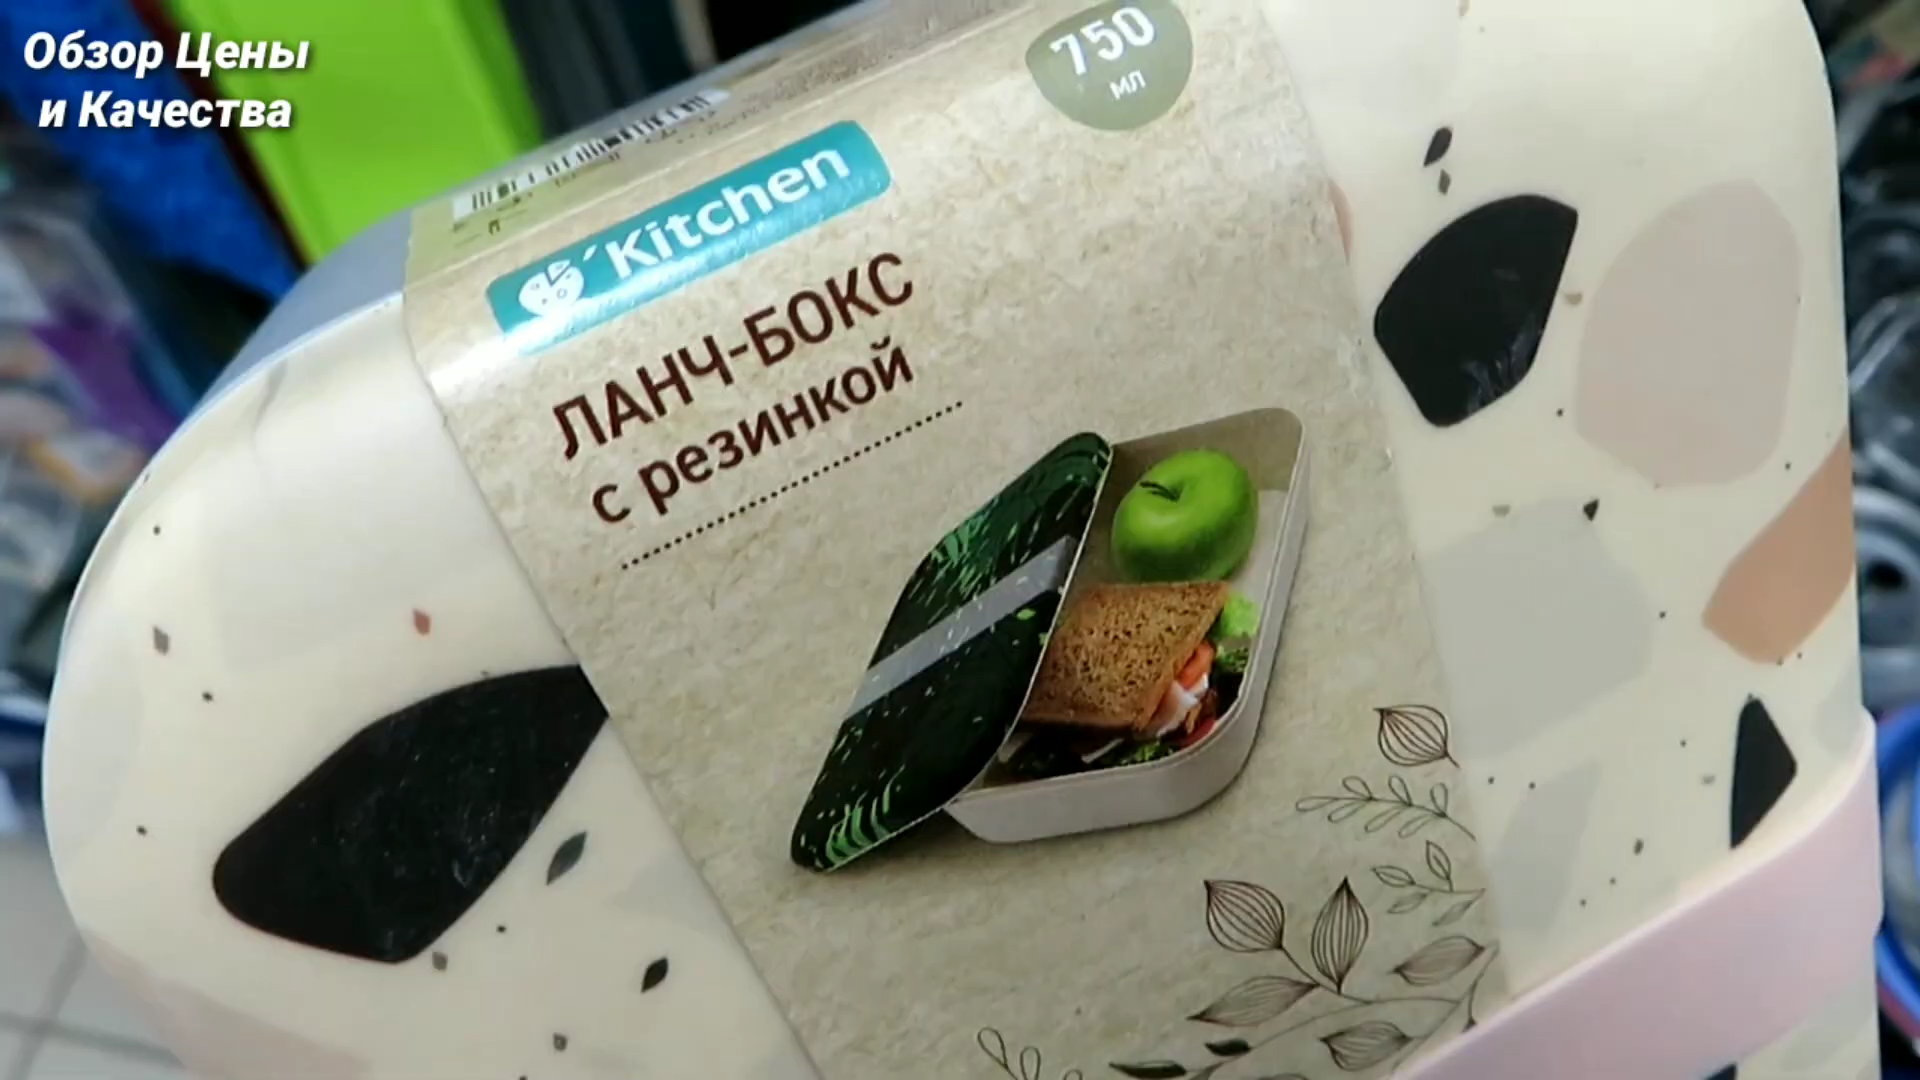 Обзор Цены
и Качества
750
мл
'Kitchen
ЛАНЧ-БОКС
с резинкой